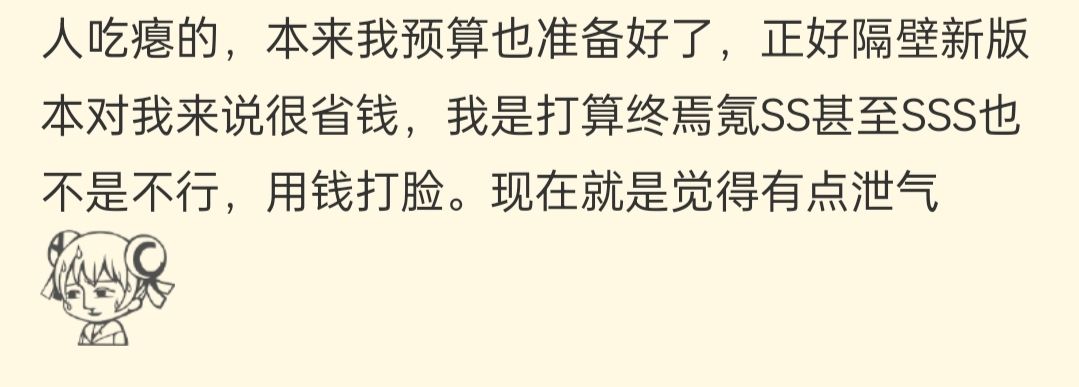 人吃瘪的，本来我预算也准备好了，正好隔壁新版
本对我来说很省钱，我是打算终焉氪SS甚至SSS也
不是不行，用钱打脸。现在就是觉得有点泄气